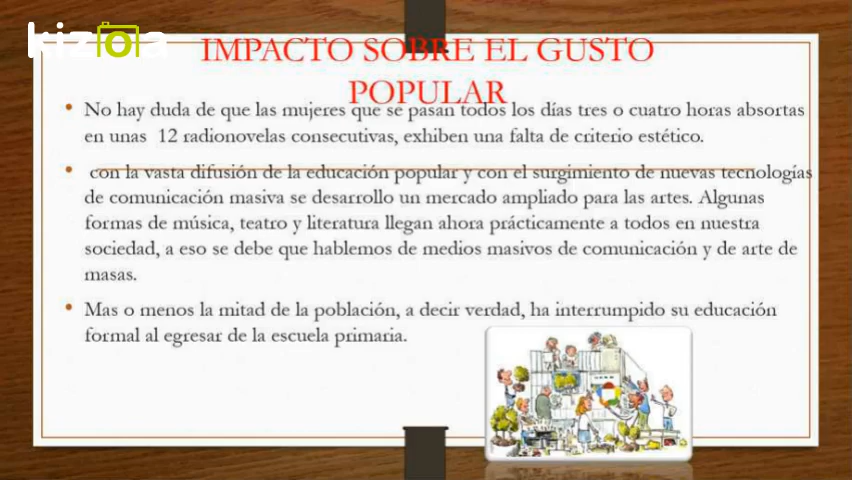 kizoa
IMPACTO SOBRE EL GUSTO
POPULAR
• No hay duda de que las mujeres que se pasan todos los días tres o cuatro horas absortas
en unas 12 radionovelas consecutivas, exhiben una falta de criterio estético.
• con la vasta difusión de la educación popular y con el surgimiento de nuevas tecnologías
de comunicación masiva se desarrollo un mercado ampliado para las artes. Algunas
formas de música, teatro y literatura llegan ahora prácticamente a todos en nuestra
sociedad, a eso se debe que hablemos de medios masivos de comunicación y de arte de
masas.
• Mas o menos la mitad de la población, a decir verdad, ha interrumpido su educación
formal al egresar de la escuela primaria.